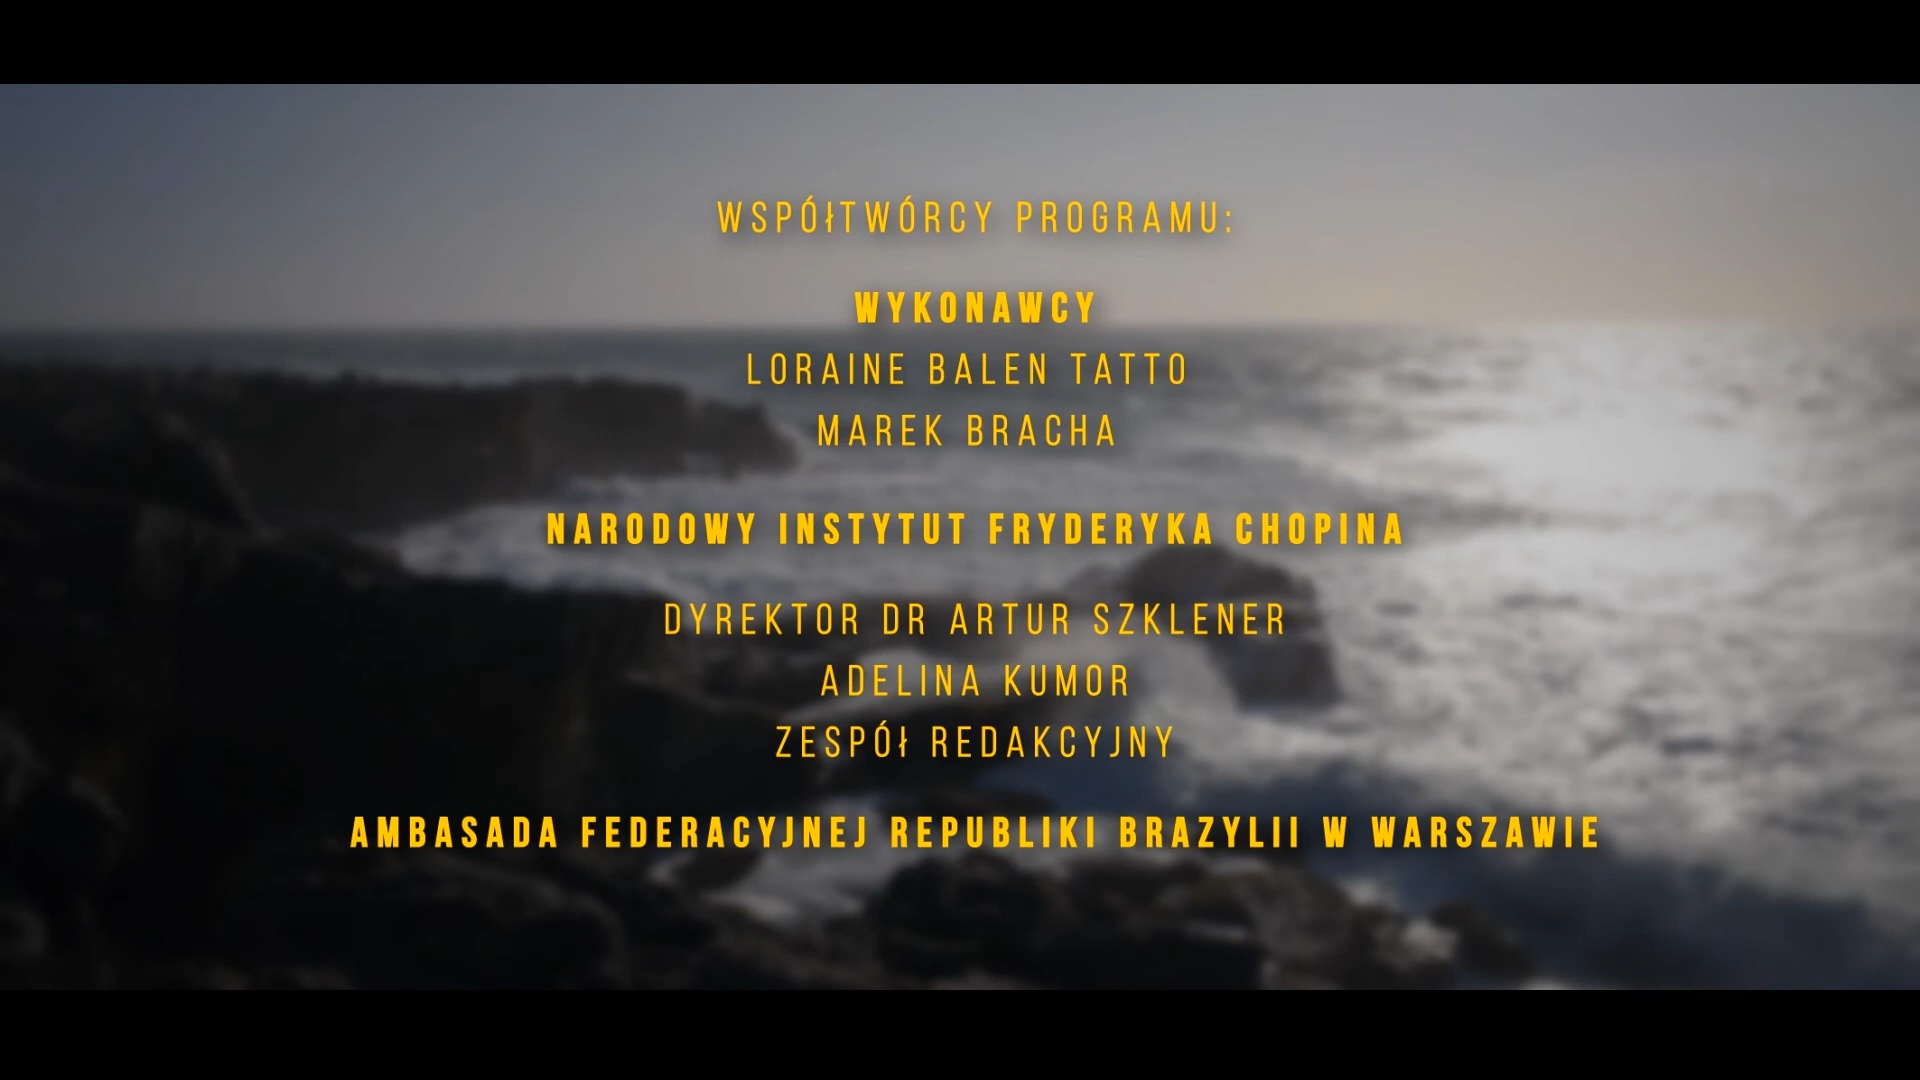 WSPÓłTWÓRCY PROGRAMU:
WYKONAWCY
LORAINE BALEN TATTO
MAREK BRACHA
NARODOWY INSTYTUT FRYDERYKA CHOPINA
DYREKTOR DR ARTUR SZKLENER
ADELINA KUMOR
ZESPÓł REDAKCYJNY
AMBASADA FEDERACYJNEJ REPUBLIKI BRAZYLII W WARSZAWIE